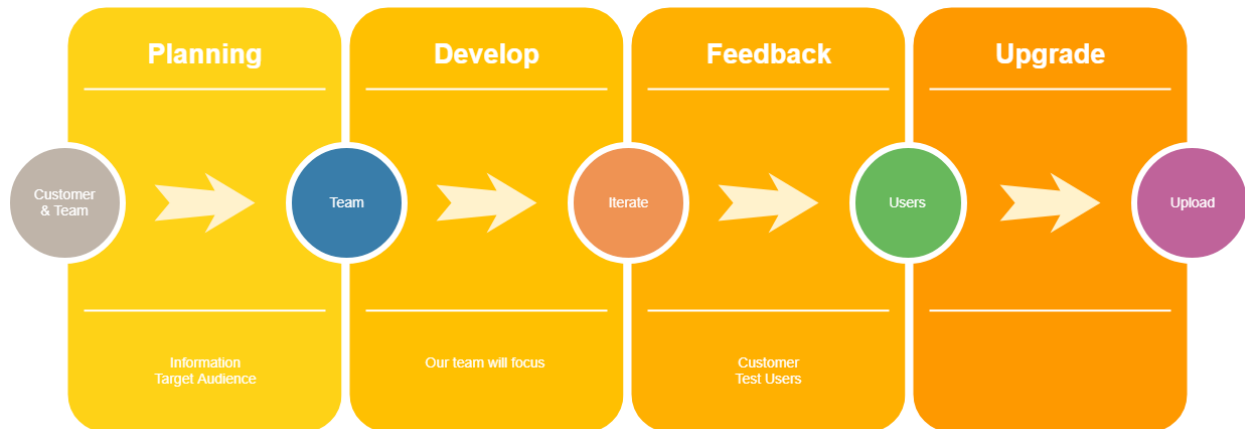 Planning
Develop
Feedback
Upgrade
Customer
& Team
Team
Iterate
Users
Upload
Information
Target Audience
Our team will focus
Customer
Test Users